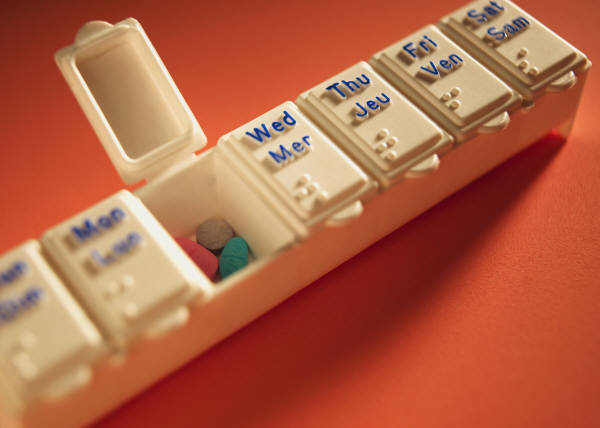 Mon
Lun
Wed
Mer
Thu
Jeu
Fri
Ven
Sat
Sam